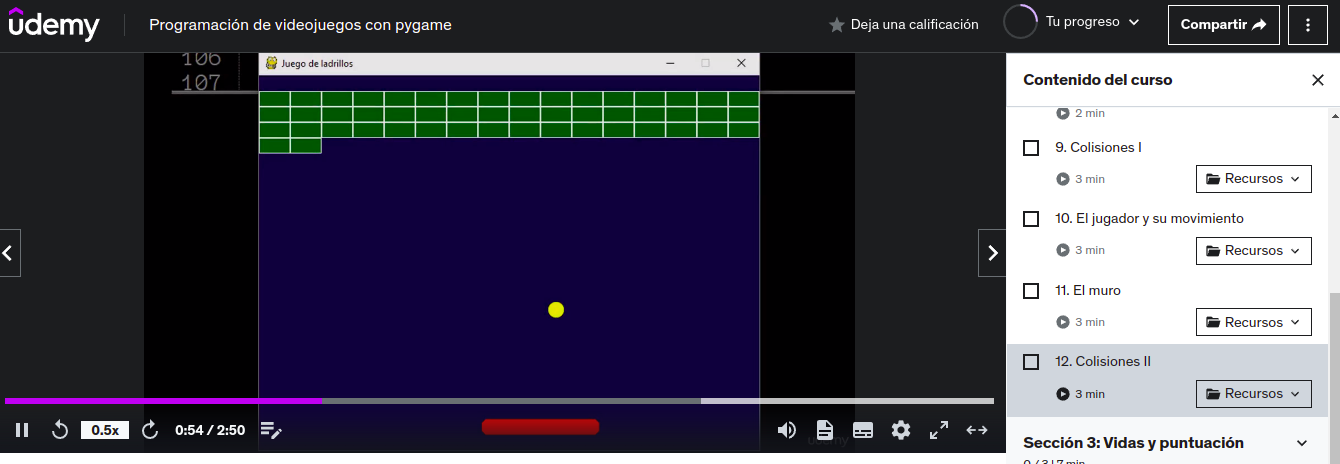 ûdemy
Programación de videojuegos con pygame
Deja una calificación
Tu progreso
Compartir
106
107
Juego de ladrillos
0.5x
0:54 / 2:50
Contenido del curso
2 min
9. Colisiones I
3 min
Recursos
10. El jugador y su movimiento
3 min
Recursos
11. El muro
3 min
Recursos
12. Colisiones II
3 min
Recursos
Sección 3: Vidas y puntuación
0 / 3 | 7 min